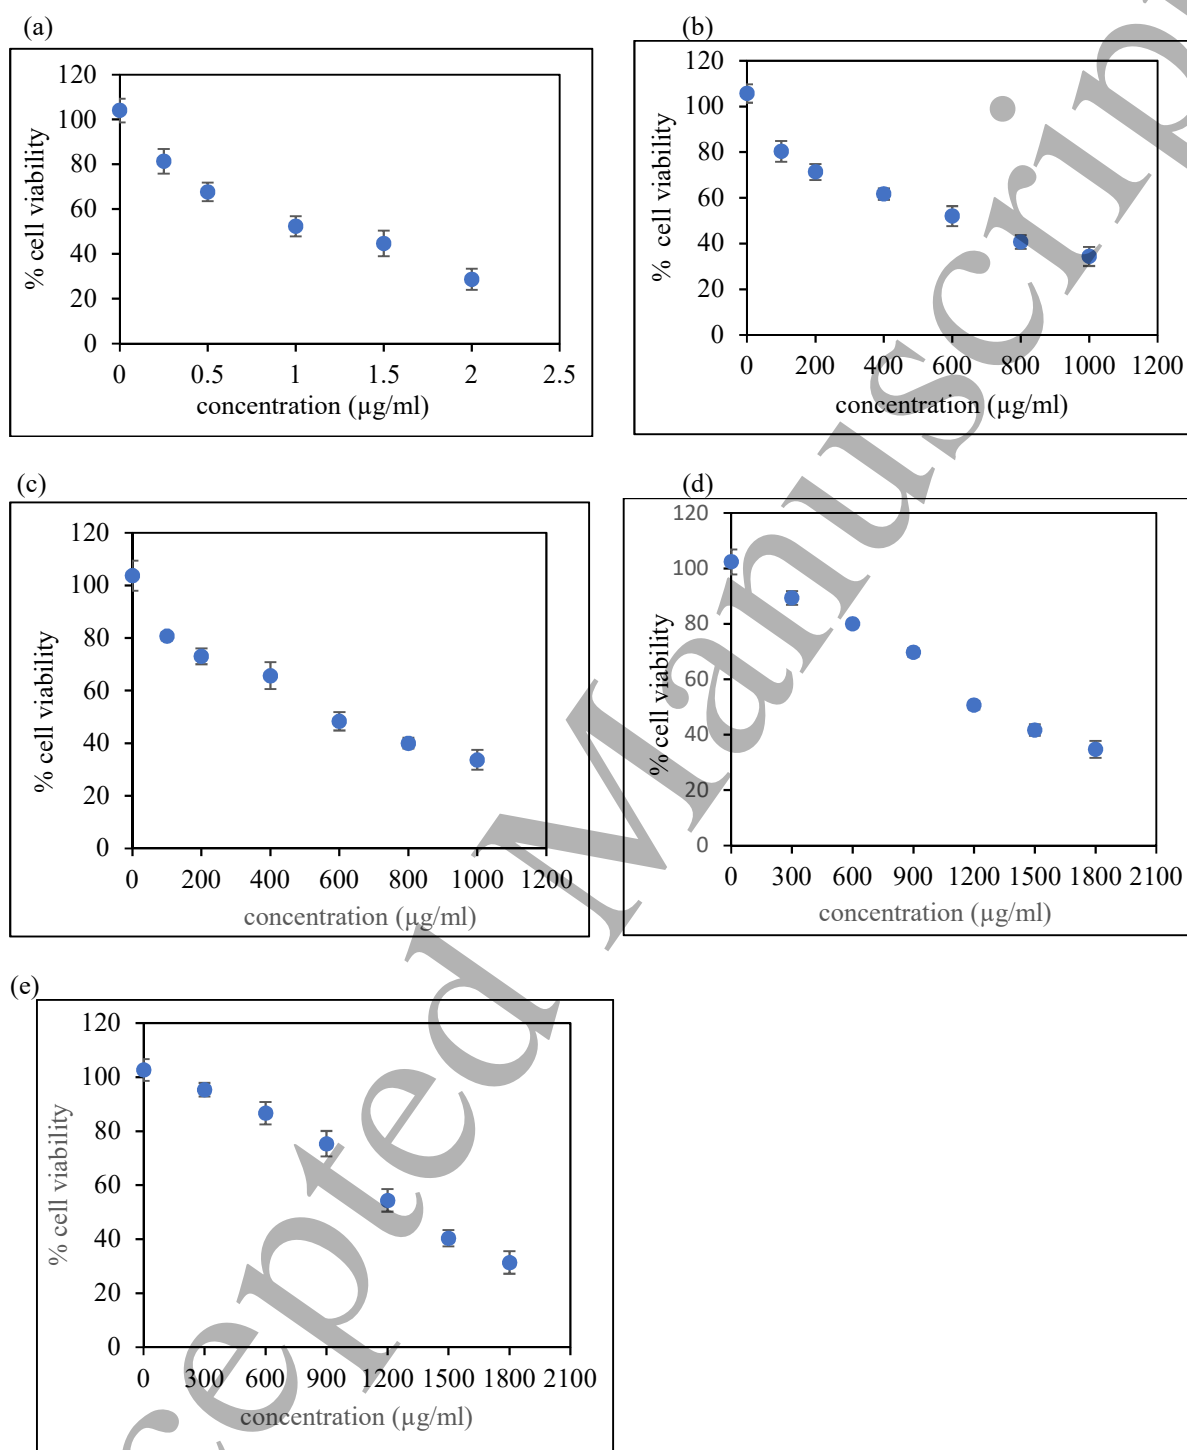 (a)
120
100
80
60
40
20
0
% cell viability
0 0.5 1 1.5 2 2.5
concentration (µg/ml)
(b)
120
100
80
60
40
20
0
% cell viability
0 200 400 600 800 1000 1200
concentration (µg/ml)
(c)
120
100
80
60
40
20
0
% cell viability
0 200 400 600 800 1000 1200
concentration (µg/ml)
(d)
120
100
80
60
40
20
0
% cell viability
0 300 600 900 1200 1500 1800 2100
concentration (µg/ml)
(e)
120
100
80
60
40
20
0
% cell viability
0 300 600 900 1200 1500 1800 2100
concentration (µg/ml)
cepted Manuscrip